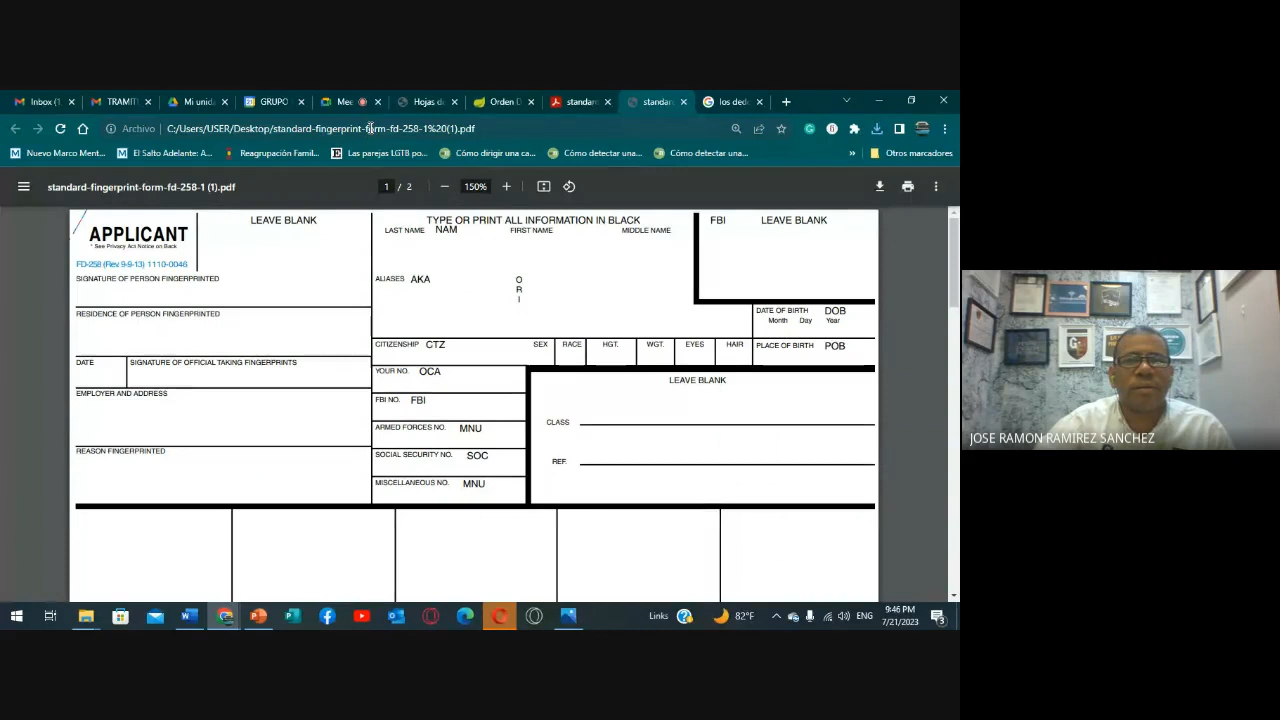 Inbox (1
TRAMIT
Mi unid
GRUPO
Mee
Hojas de
Orden D
standar
standar
los ded
Archivo
C:/Users/USER/Desktop/standard-fingerprint-form-fd-258-1%20(1).pdf
Nuevo Marco Ment...
El Salto Adelante: A...
Reagrupación Famil...
Las parejas LGTB po...
Cómo dirigir una ca...
Cómo detectar una...
Cómo detectar una...
»
Otros marcadores
standard-fingerprint-form-fd-258-1 (1).pdf
1 / 2
150%
APPLICANT
* See Privacy Act Notice on Back
FD-258 (Rev. 9-9-13) 1110-0046
LEAVE BLANK
TYPE OR PRINT ALL INFORMATION IN BLACK
LAST NAME NAM FIRST NAME MIDDLE NAME
FBI LEAVE BLANK
SIGNATURE OF PERSON FINGERPRINTED
ALIASES AKA
O
R
I
RESIDENCE OF PERSON FINGERPRINTED
DATE OF BIRTH DOB
Month Day Year
CITIZENSHIP CTZ
SEX
RACE
HGT.
WGT.
EYES
HAIR
PLACE OF BIRTH POB
DATE
SIGNATURE OF OFFICIAL TAKING FINGERPRINTS
YOUR NO. OCA
LEAVE BLANK
EMPLOYER AND ADDRESS
FBI NO. FBI
CLASS
ARMED FORCES NO. MNU
REASON FINGERPRINTED
SOCIAL SECURITY NO. SOC
REF.
MISCELLANEOUS NO. MNU
JOSE RAMON RAMIREZ SANCHEZ
Links
82°F
ENG
9:46 PM
7/21/2023
3